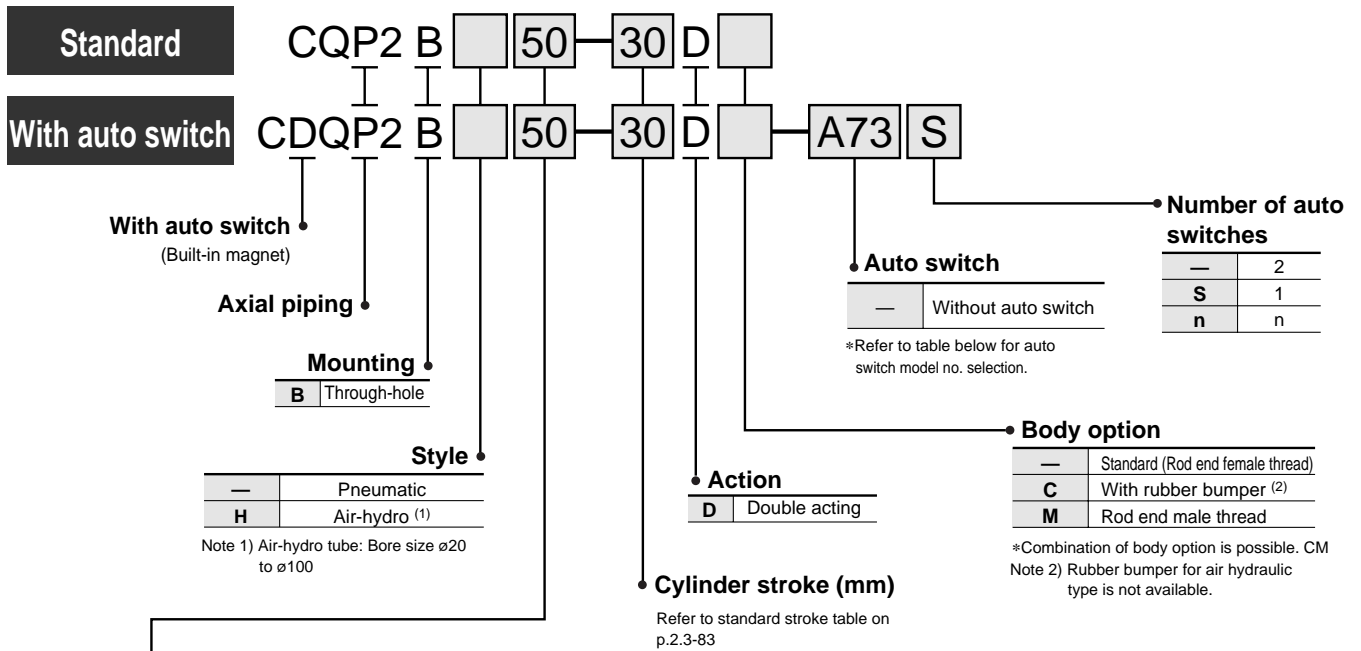 Standard
CQP2 B 50 — 30 D
With auto switch
CDQP2 B 50 — 30 D — A73 S
With auto switch
(Built-in magnet)
Axial piping
Mounting
B Through-hole
Style
— Pneumatic
H Air-hydro (1)
Note 1) Air-hydro tube: Bore size ø20
to ø100
Cylinder stroke (mm)
Refer to standard stroke table on
p.2.3-83
Action
D Double acting
Auto switch
— Without auto switch
*Refer to table below for auto
switch model no. selection.
Number of auto
switches
— 2
S 1
n n
Body option
— Standard (Rod end female thread)
C With rubber bumper (2)
M Rod end male thread
*Combination of body option is possible. CM
Note 2) Rubber bumper for air hydraulic
type is not available.